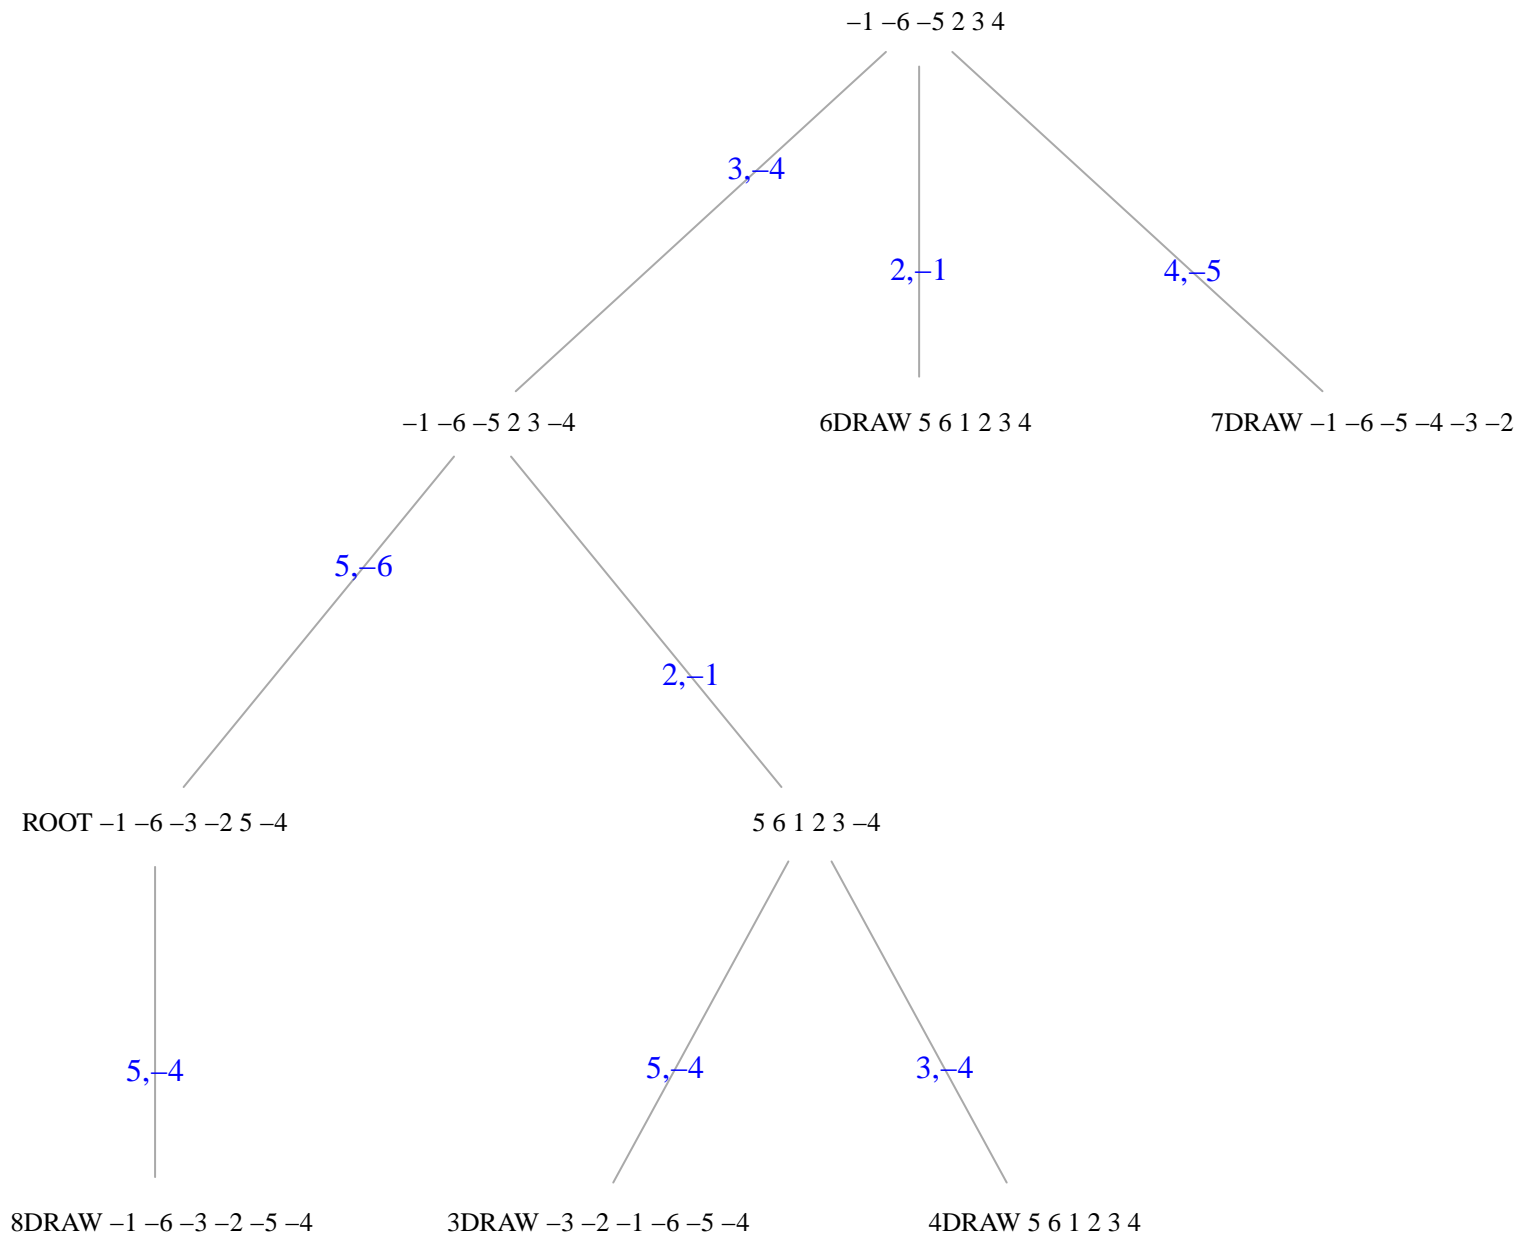 –1 –6 –5 2 3 4
3,–4
2,–1
4,–5
–1 –6 –5 2 3 –4
6DRAW 5 6 1 2 3 4
7DRAW –1 –6 –5 –4 –3 –2
5,–6
2,–1
ROOT –1 –6 –3 –2 5 –4
5 6 1 2 3 –4
5,–4
5,–4
3,–4
8DRAW –1 –6 –3 –2 –5 –4
3DRAW –3 –2 –1 –6 –5 –4
4DRAW 5 6 1 2 3 4